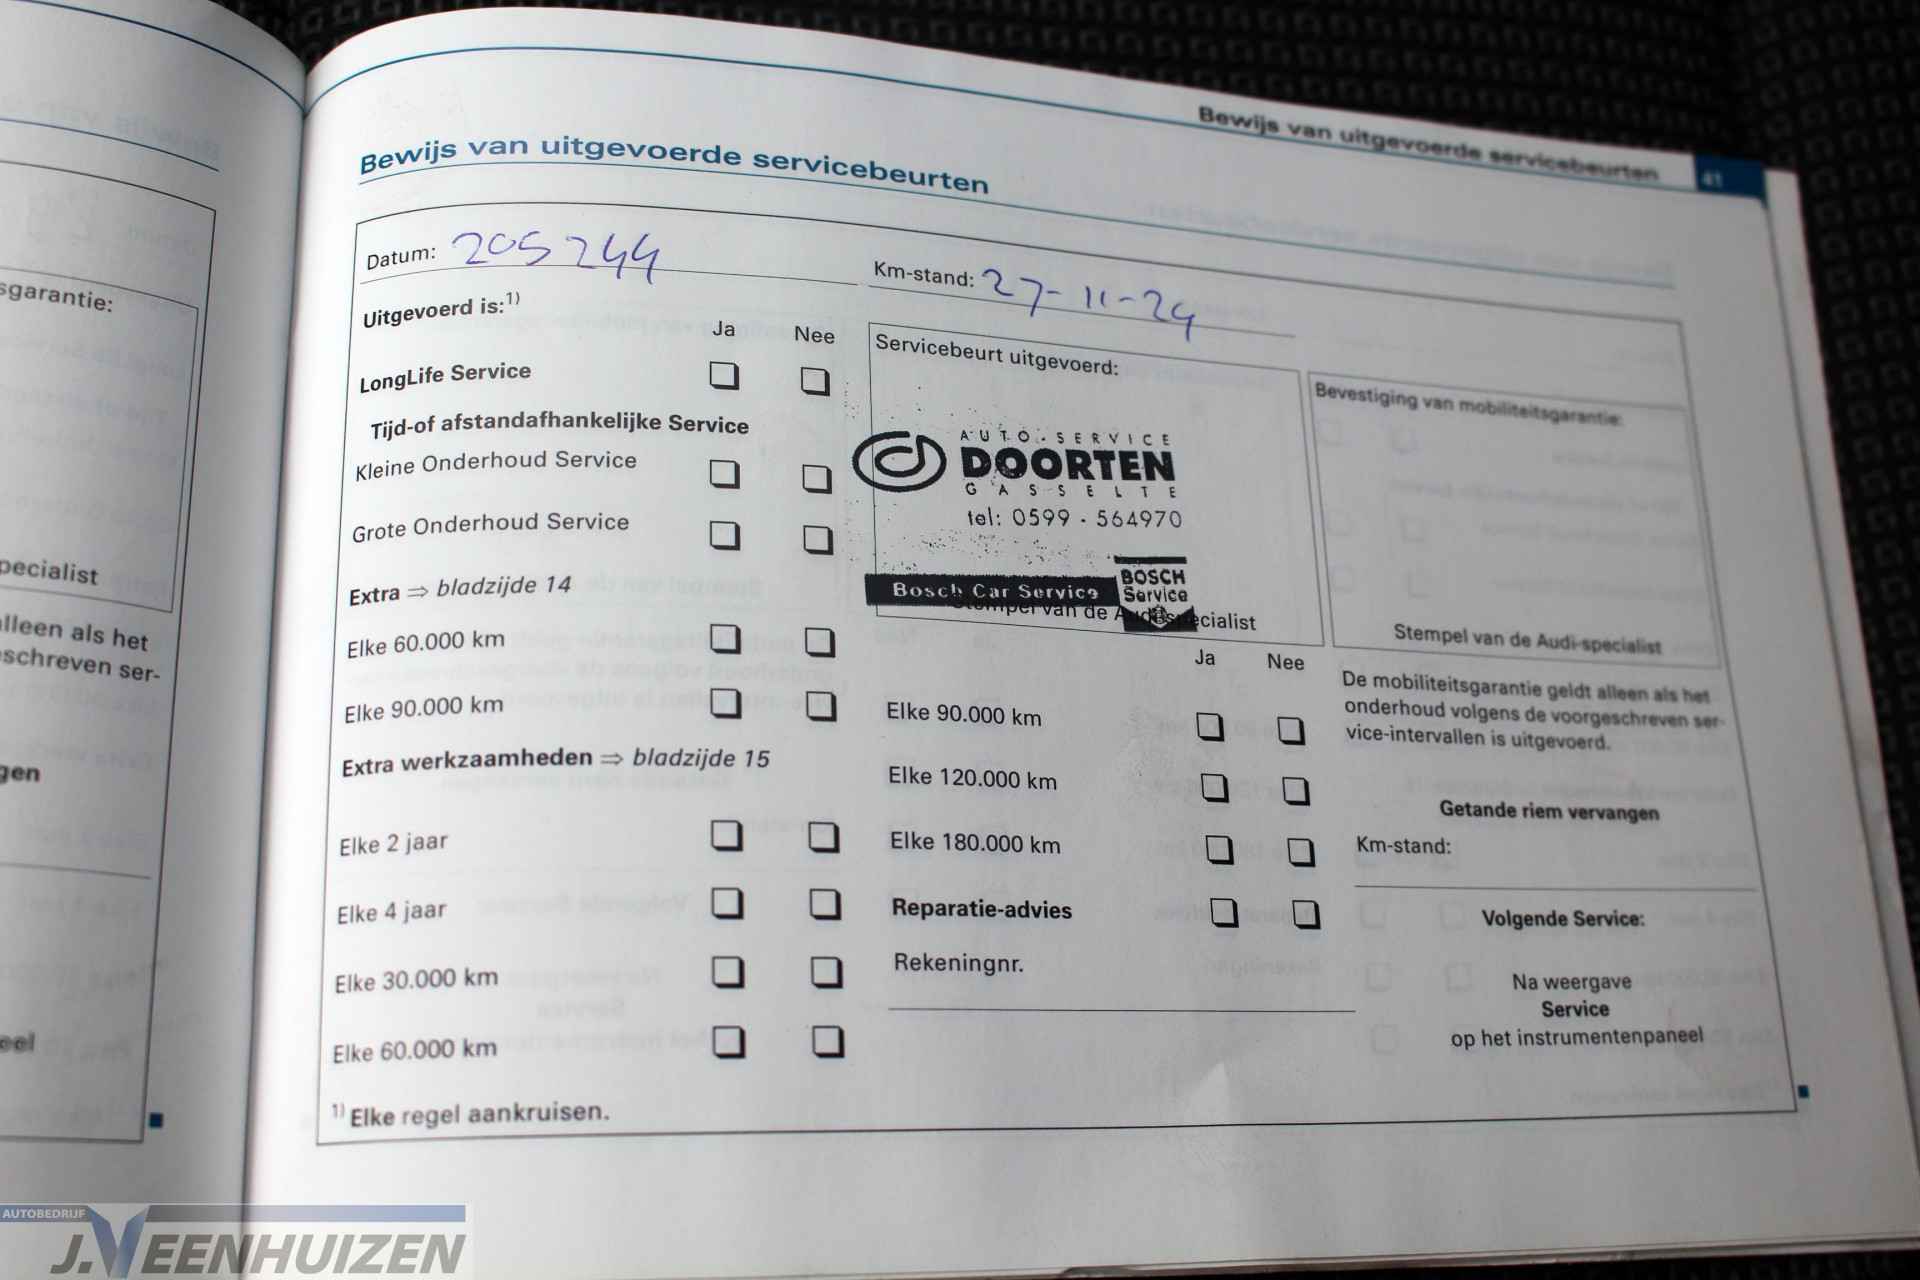 Bewijs van uitgevoerde servicebeurten 41
Bewijs van uitgevoerde servicebeurten
Datum: 205244
Km-stand: 27-11-24
Uitgevoerd is:1)
Ja Nee
LongLife Service
Tijd-of afstandafhankelijke Service
Kleine Onderhoud Service
Grote Onderhoud Service
Extra ⇒ bladzijde 14
Elke 60.000 km
Elke 90.000 km
Extra werkzaamheden ⇒ bladzijde 15
Elke 2 jaar
Elke 4 jaar
Elke 30.000 km
Elke 60.000 km
1) Elke regel aankruisen.
Servicebeurt uitgevoerd:
AUTO-SERVICE
DOORTEN
GASSELTE
tel: 0599 - 564970
Bosch Car Service
BOSCH
Service
Stempel van de Audi-specialist
Ja Nee
Elke 90.000 km
Elke 120.000 km
Elke 180.000 km
Reparatie-advies
Rekeningnr.
Bevestiging van mobiliteitsgarantie:
Stempel van de Audi-specialist
De mobiliteitsgarantie geldt alleen als het
onderhoud volgens de voorgeschreven ser-
vice-intervallen is uitgevoerd.
Getande riem vervangen
Km-stand:
Volgende Service:
Na weergave
Service
op het instrumentenpaneel
sgarantie:
pecialist
lleen als het
schreven ser-
gen
eel
AUTOBEDRIJF
J.VEENHUIZEN